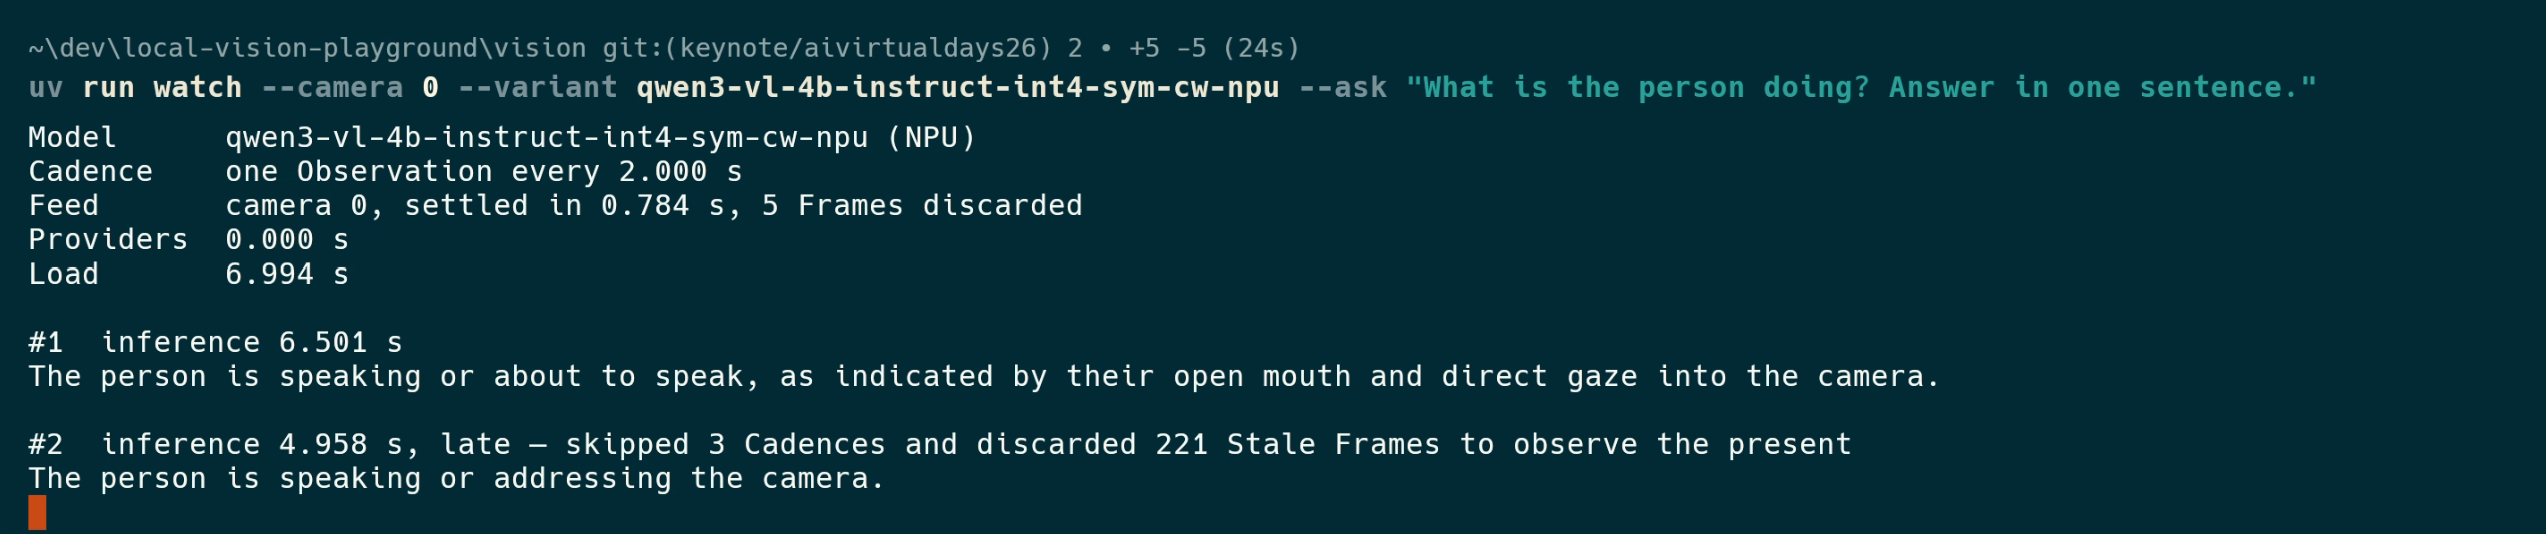 ~\dev\local-vision-playground\vision git:(keynote/aivirtualdays26) 2 • +5 -5 (24s)
uv run watch --camera 0 --variant qwen3-vl-4b-instruct-int4-sym-cw-npu --ask "What is the person doing? Answer in one sentence."
Model      qwen3-vl-4b-instruct-int4-sym-cw-npu (NPU)
Cadence    one Observation every 2.000 s
Feed       camera 0, settled in 0.784 s, 5 Frames discarded
Providers  0.000 s
Load       6.994 s
#1  inference 6.501 s
The person is speaking or about to speak, as indicated by their open mouth and direct gaze into the camera.
#2  inference 4.958 s, late — skipped 3 Cadences and discarded 221 Stale Frames to observe the present
The person is speaking or addressing the camera.